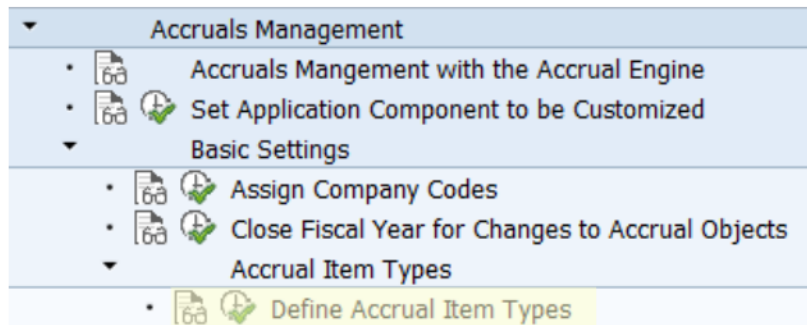 Accruals Management
Accruals Mangement with the Accrual Engine
Set Application Component to be Customized
Basic Settings
Assign Company Codes
Close Fiscal Year for Changes to Accrual Objects
Accrual Item Types
Define Accrual Item Types